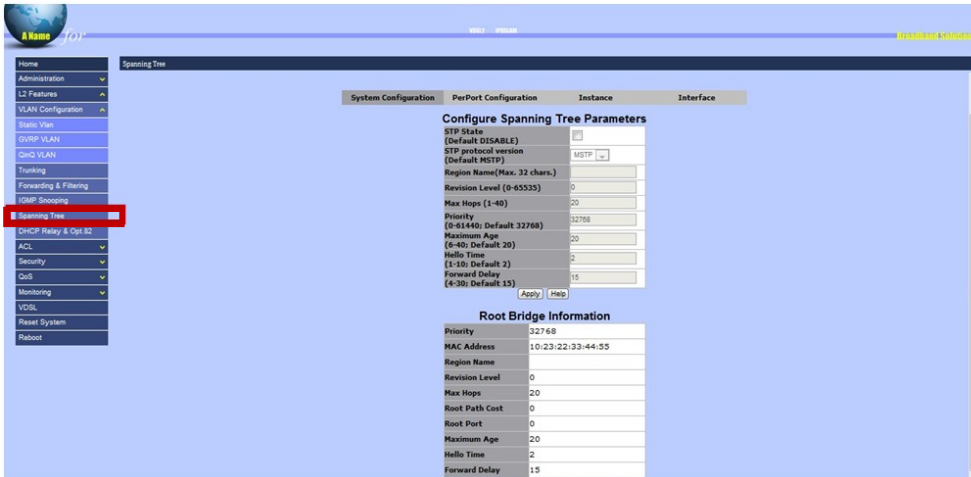 A Name for
VDSL2 IPDSLAM
Broadband Solution
Home
Administration
L2 Features
VLAN Configuration
Static Vlan
GVRP VLAN
QinQ VLAN
Trunking
Forwarding & Filtering
IGMP Snooping
Spanning Tree
DHCP Relay & Opt.82
ACL
Security
QoS
Monitoring
VDSL
Reset System
Reboot
Spanning Tree
System Configuration PerPort Configuration Instance Interface
Configure Spanning Tree Parameters
STP State
(Default DISABLE)
STP protocol version
(Default MSTP) MSTP
Region Name(Max. 32 chars.)
Revision Level (0-65535) 0
Max Hops (1-40) 20
Priority
(0-61440; Default 32768) 32768
Maximum Age
(6-40; Default 20) 20
Hello Time
(1-10; Default 2) 2
Forward Delay
(4-30; Default 15) 15
Apply Help
Root Bridge Information
Priority 32768
MAC Address 10:23:22:33:44:55
Region Name
Revision Level 0
Max Hops 20
Root Path Cost 0
Root Port 0
Maximum Age 20
Hello Time 2
Forward Delay 15